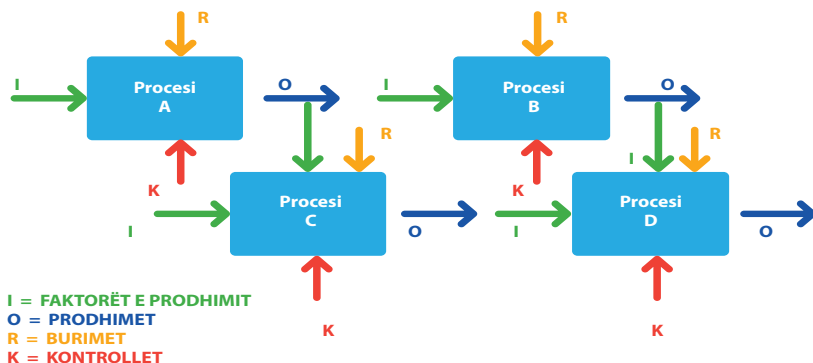 R
I
Procesi
A
O
K
R
I
Procesi
B
O
K
R
I
Procesi
C
O
K
I
R
I
Procesi
D
O
K
I = FAKTORËT E PRODHIMIT
O = PRODHIMET
R = BURIMET
K = KONTROLLET